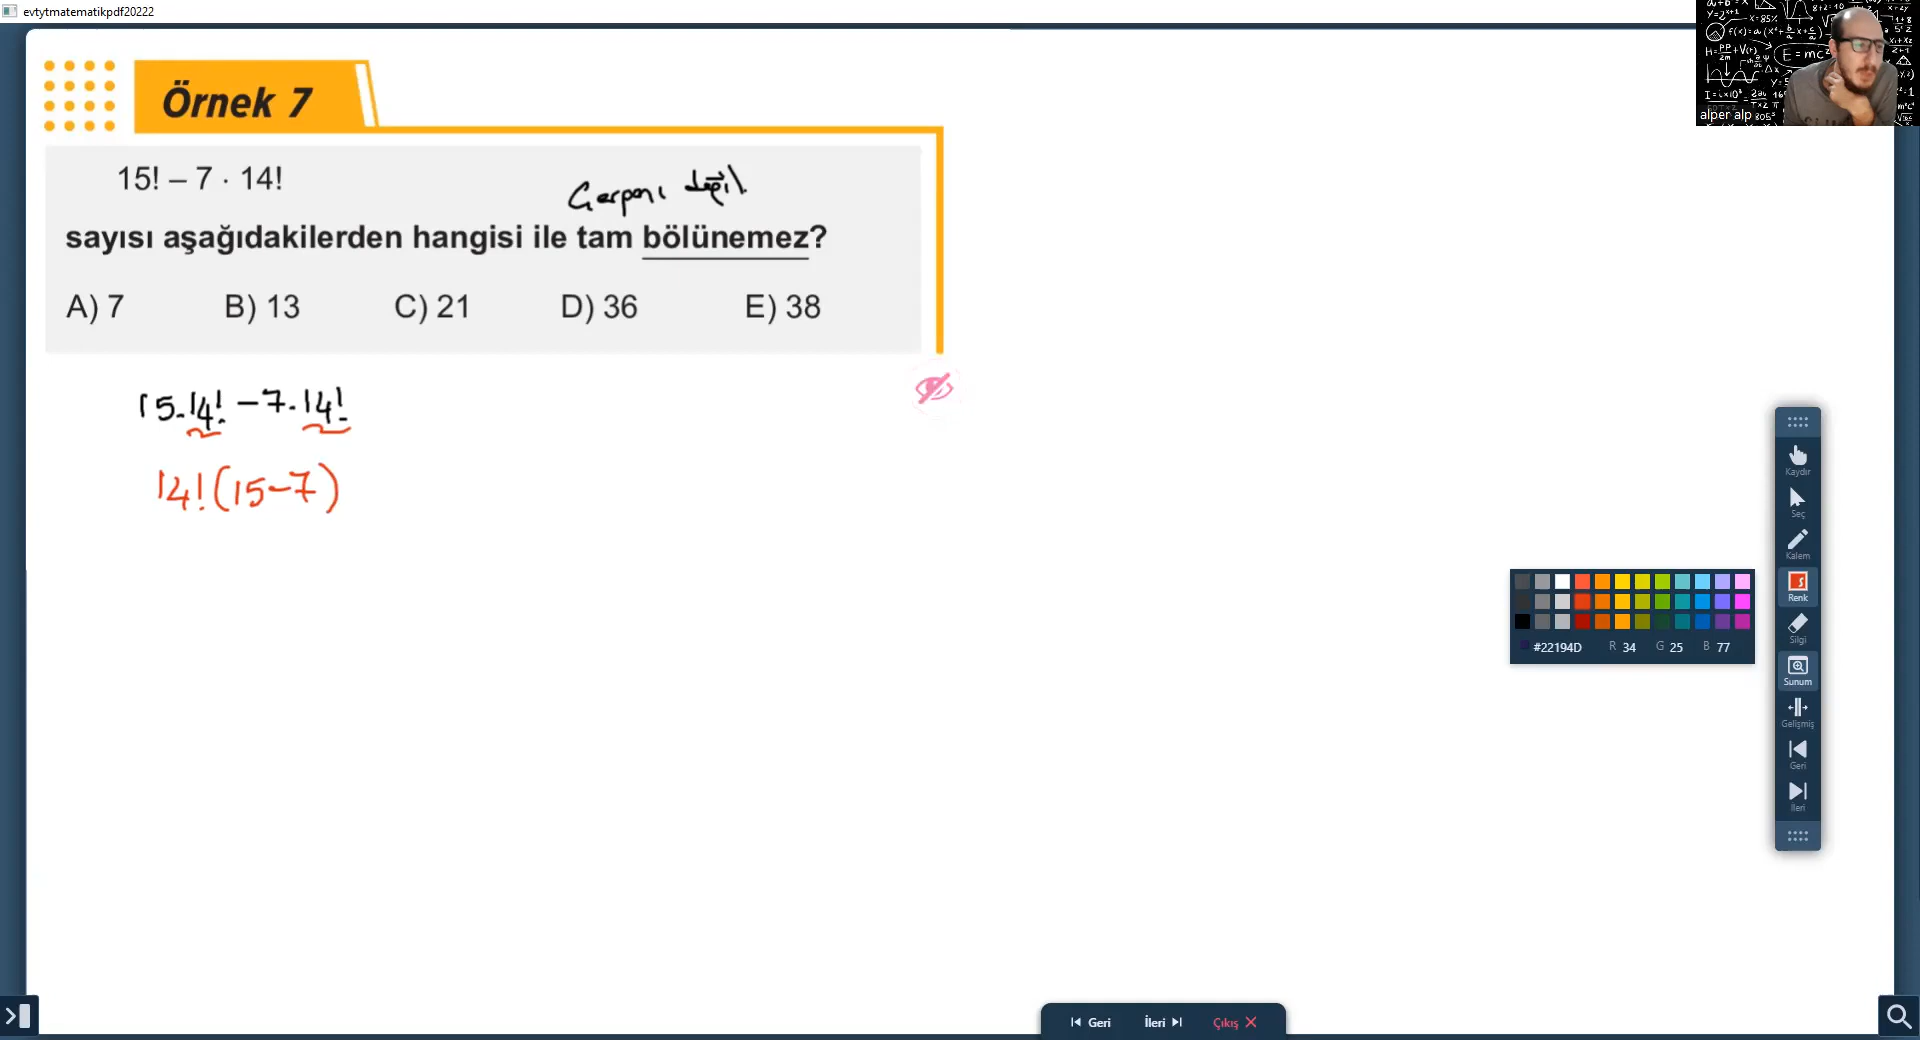 evtytmatematikpdf20222
Örnek 7
15! – 7 · 14!
Çarpanı değil.
sayısı aşağıdakilerden hangisi ile tam bölünemez?
A) 7 B) 13 C) 21 D) 36 E) 38
15.14! – 7.14!
14!(15–7)
alper alp
E = mc²
x=85%
Kaydır
Seç
Kalem
Renk
Silgi
Sunum
Gelişmiş
Geri
İleri
#22194D R 34 G 25 B 77
Geri İleri Çıkış